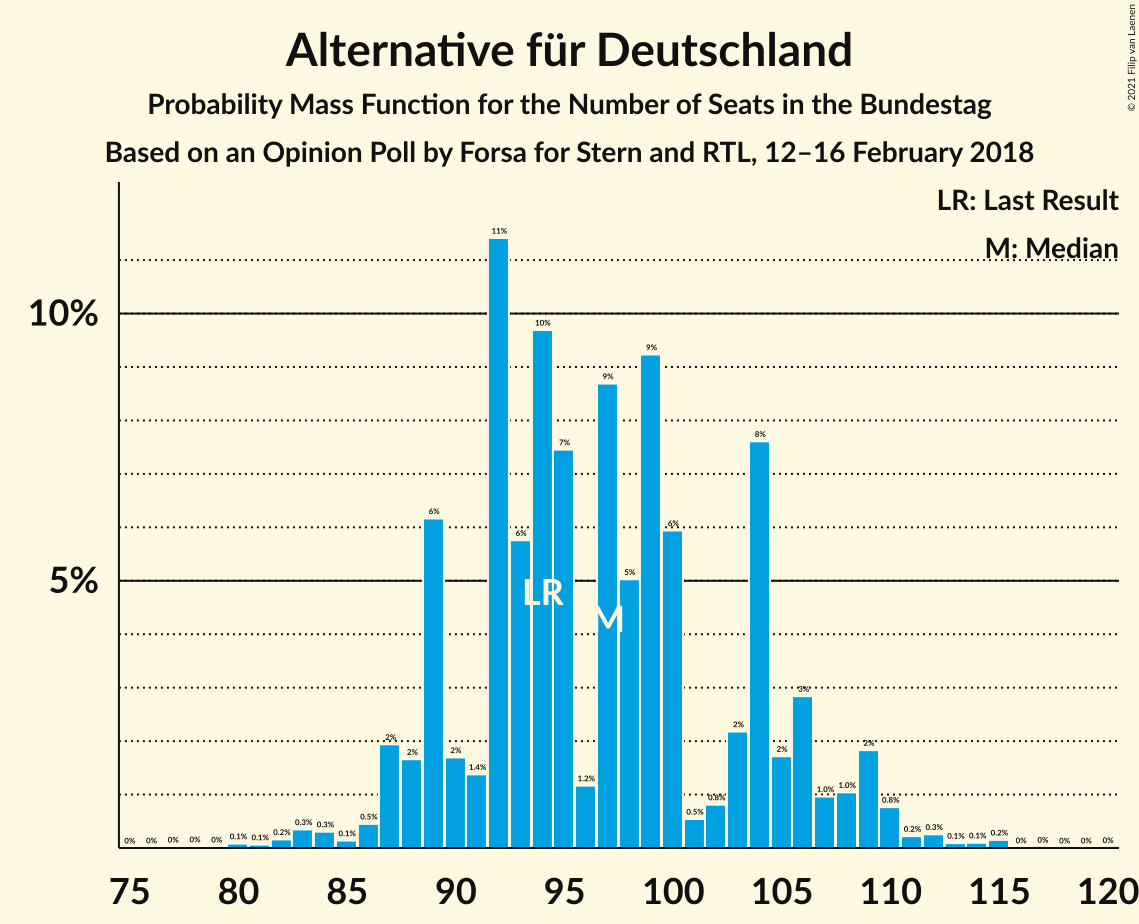 Alternative für Deutschland
Probability Mass Function for the Number of Seats in the Bundestag
Based on an Opinion Poll by Forsa for Stern and RTL, 12–16 February 2018
© 2021 Filip van Laenen
LR: Last Result
M: Median
10%
5%
0% 0% 0% 0% 0% 0.1% 0.1% 0.2% 0.3% 0.3% 0.1% 0.5% 2% 2% 6% 2% 1.4% 11% 6% 10% 7% 1.2% 9% 5% 9% 6% 0.5% 0.8% 2% 8% 2% 3% 1.0% 1.0% 2% 0.8% 0.2% 0.3% 0.1% 0.1% 0.2% 0% 0% 0% 0% 0%
LR
M
75 80 85 90 95 100 105 110 115 120